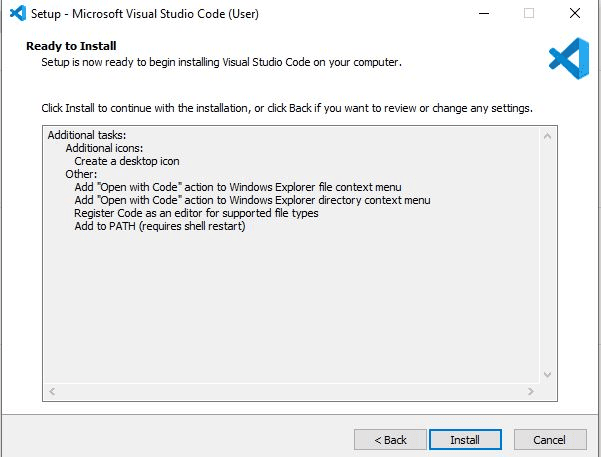 Setup - Microsoft Visual Studio Code (User)
Ready to Install
Setup is now ready to begin installing Visual Studio Code on your computer.
Click Install to continue with the installation, or click Back if you want to review or change any settings.
Additional tasks:
Additional icons:
Create a desktop icon
Other:
Add "Open with Code" action to Windows Explorer file context menu
Add "Open with Code" action to Windows Explorer directory context menu
Register Code as an editor for supported file types
Add to PATH (requires shell restart)
< Back
Install
Cancel